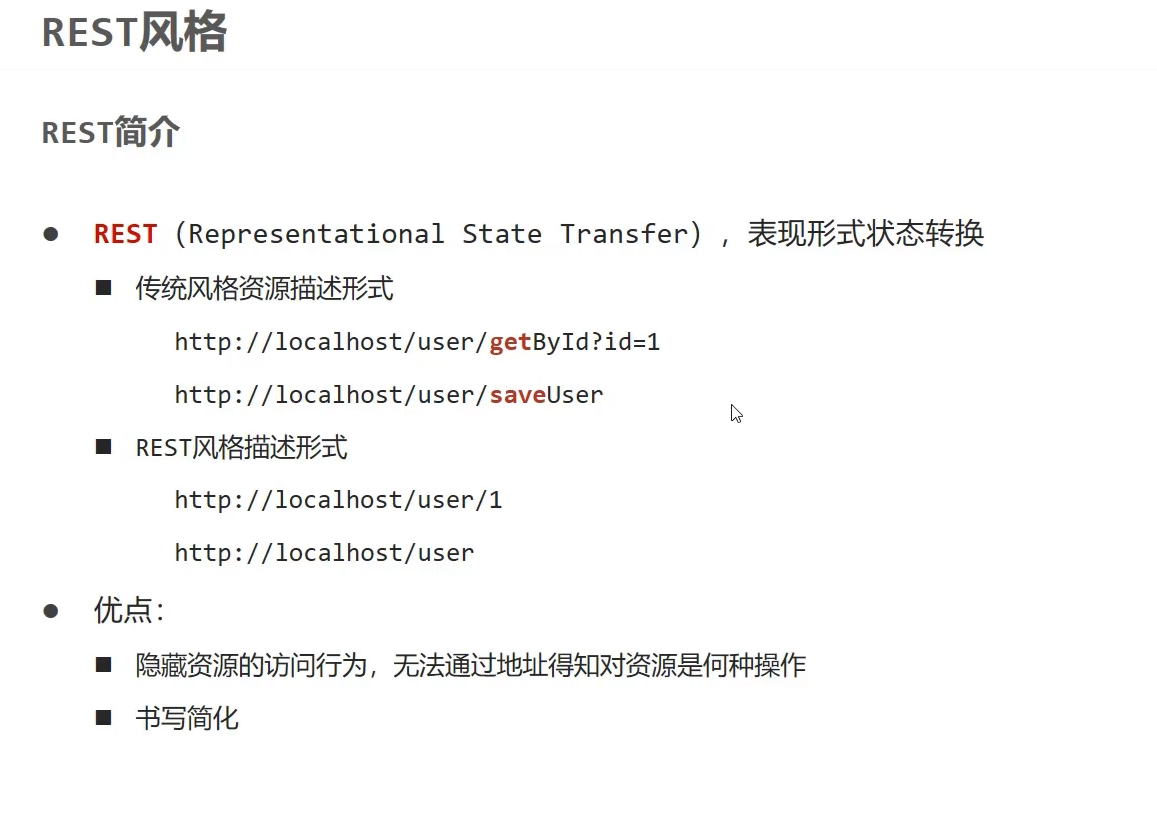 REST风格
REST简介
● REST（Representational State Transfer），表现形式状态转换
■ 传统风格资源描述形式
http://localhost/user/getById?id=1
http://localhost/user/saveUser
■ REST风格描述形式
http://localhost/user/1
http://localhost/user
● 优点：
■ 隐藏资源的访问行为，无法通过地址得知对资源是何种操作
■ 书写简化